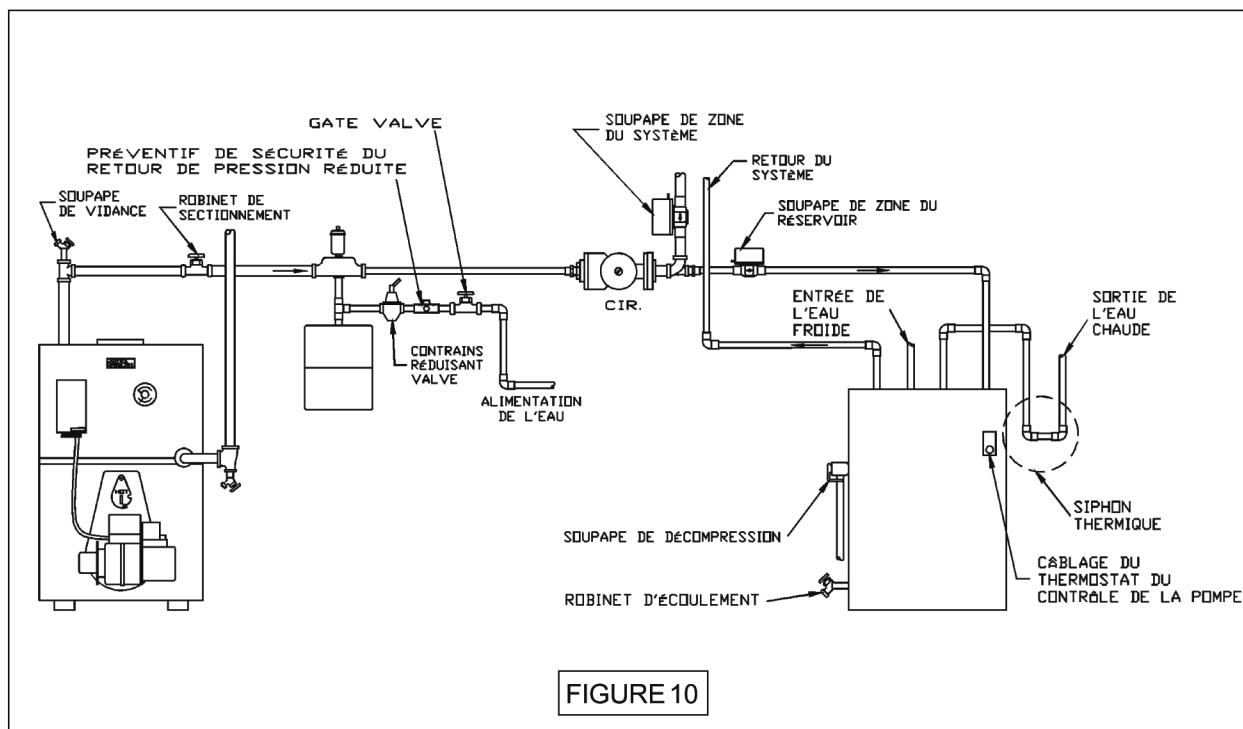 GATE VALVE
PRÉVENTIF DE SÉCURITÉ DU
RETOUR DE PRESSION RÉDUITE
SOUPAPE DE ZONE
DU SYSTÈME
RETOUR DU
SYSTÈME
SOUPAPE DE ZONE DU
RÉSERVOIR
SOUPAPE
DE VIDANCE
ROBINET DE
SECTIONNEMENT
CIR.
ENTRÉE DE
L'EAU
FROIDE
SORTIE DE
L'EAU
CHAUDE
CONTRAINS
RÉDUISANT
VALVE
ALIMENTATION
DE L'EAU
HOT
SOUPAPE DE DÉCOMPRESSION
ROBINET D'ÉCOULEMENT
SIPHON
THERMIQUE
CÂBLAGE DU
THERMOSTAT DU
CONTRÔLE DE LA POMPE
FIGURE 10